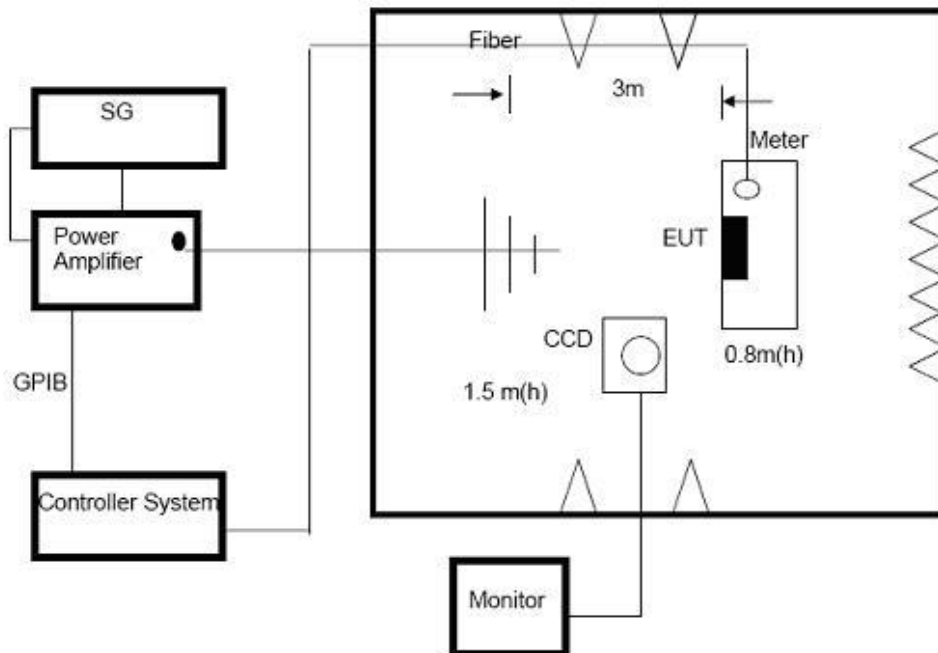 Fiber
3m
SG
Meter
Power
Amplifier
EUT
CCD
0.8m(h)
GPIB
1.5 m(h)
Controller System
Monitor